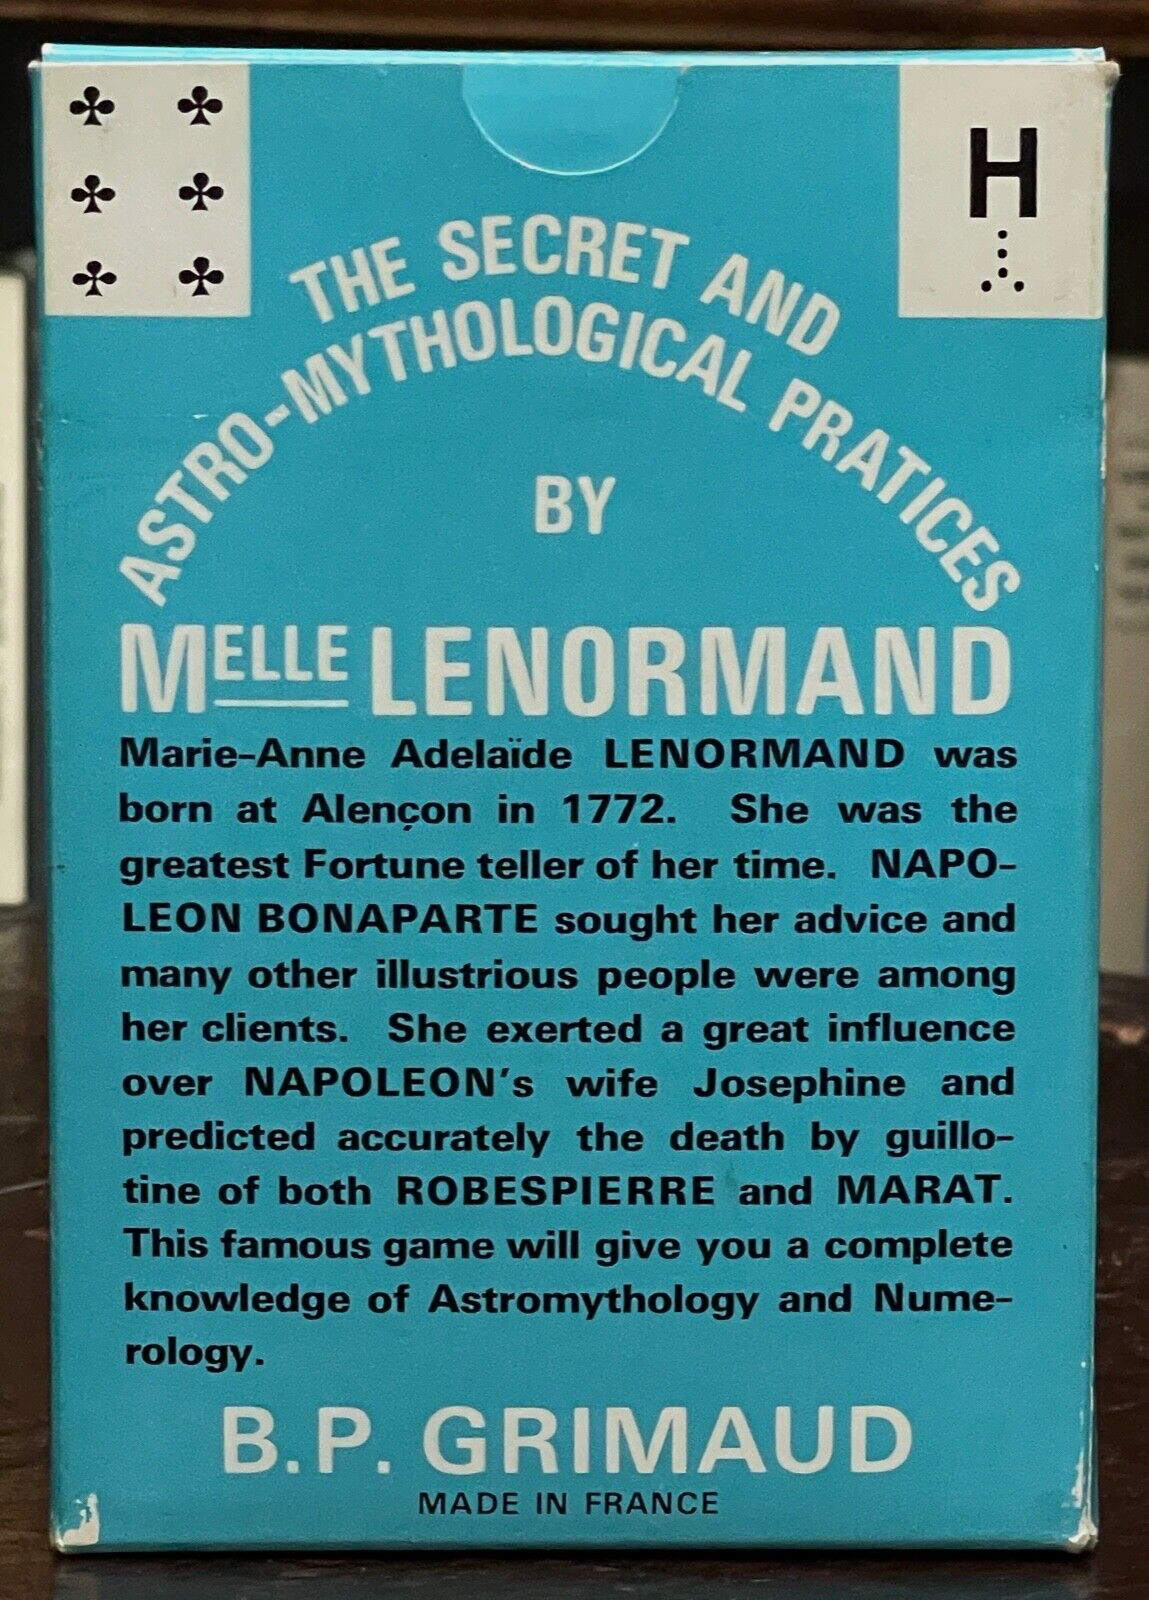 H
THE SECRET AND
ASTRO-MYTHOLOGICAL PRATICES
BY
MELLE LENORMAND
Marie-Anne Adelaïde LENORMAND was
born at Alençon in 1772. She was the
greatest Fortune teller of her time. NAPO-
LEON BONAPARTE sought her advice and
many other illustrious people were among
her clients. She exerted a great influence
over NAPOLEON's wife Josephine and
predicted accurately the death by guillo-
tine of both ROBESPIERRE and MARAT.
This famous game will give you a complete
knowledge of Astromythology and Nume-
rology.
B.P. GRIMAUD
MADE IN FRANCE